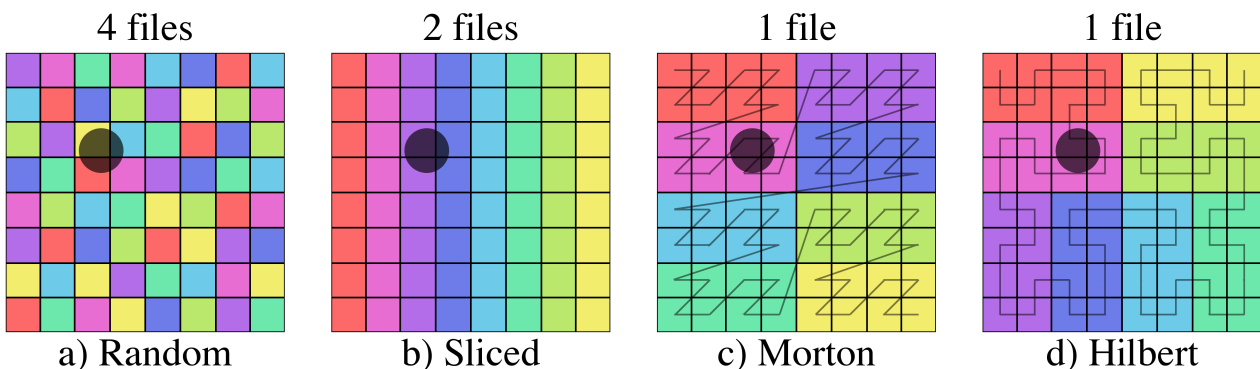 4 files
2 files
1 file
1 file
a) Random
b) Sliced
c) Morton
d) Hilbert